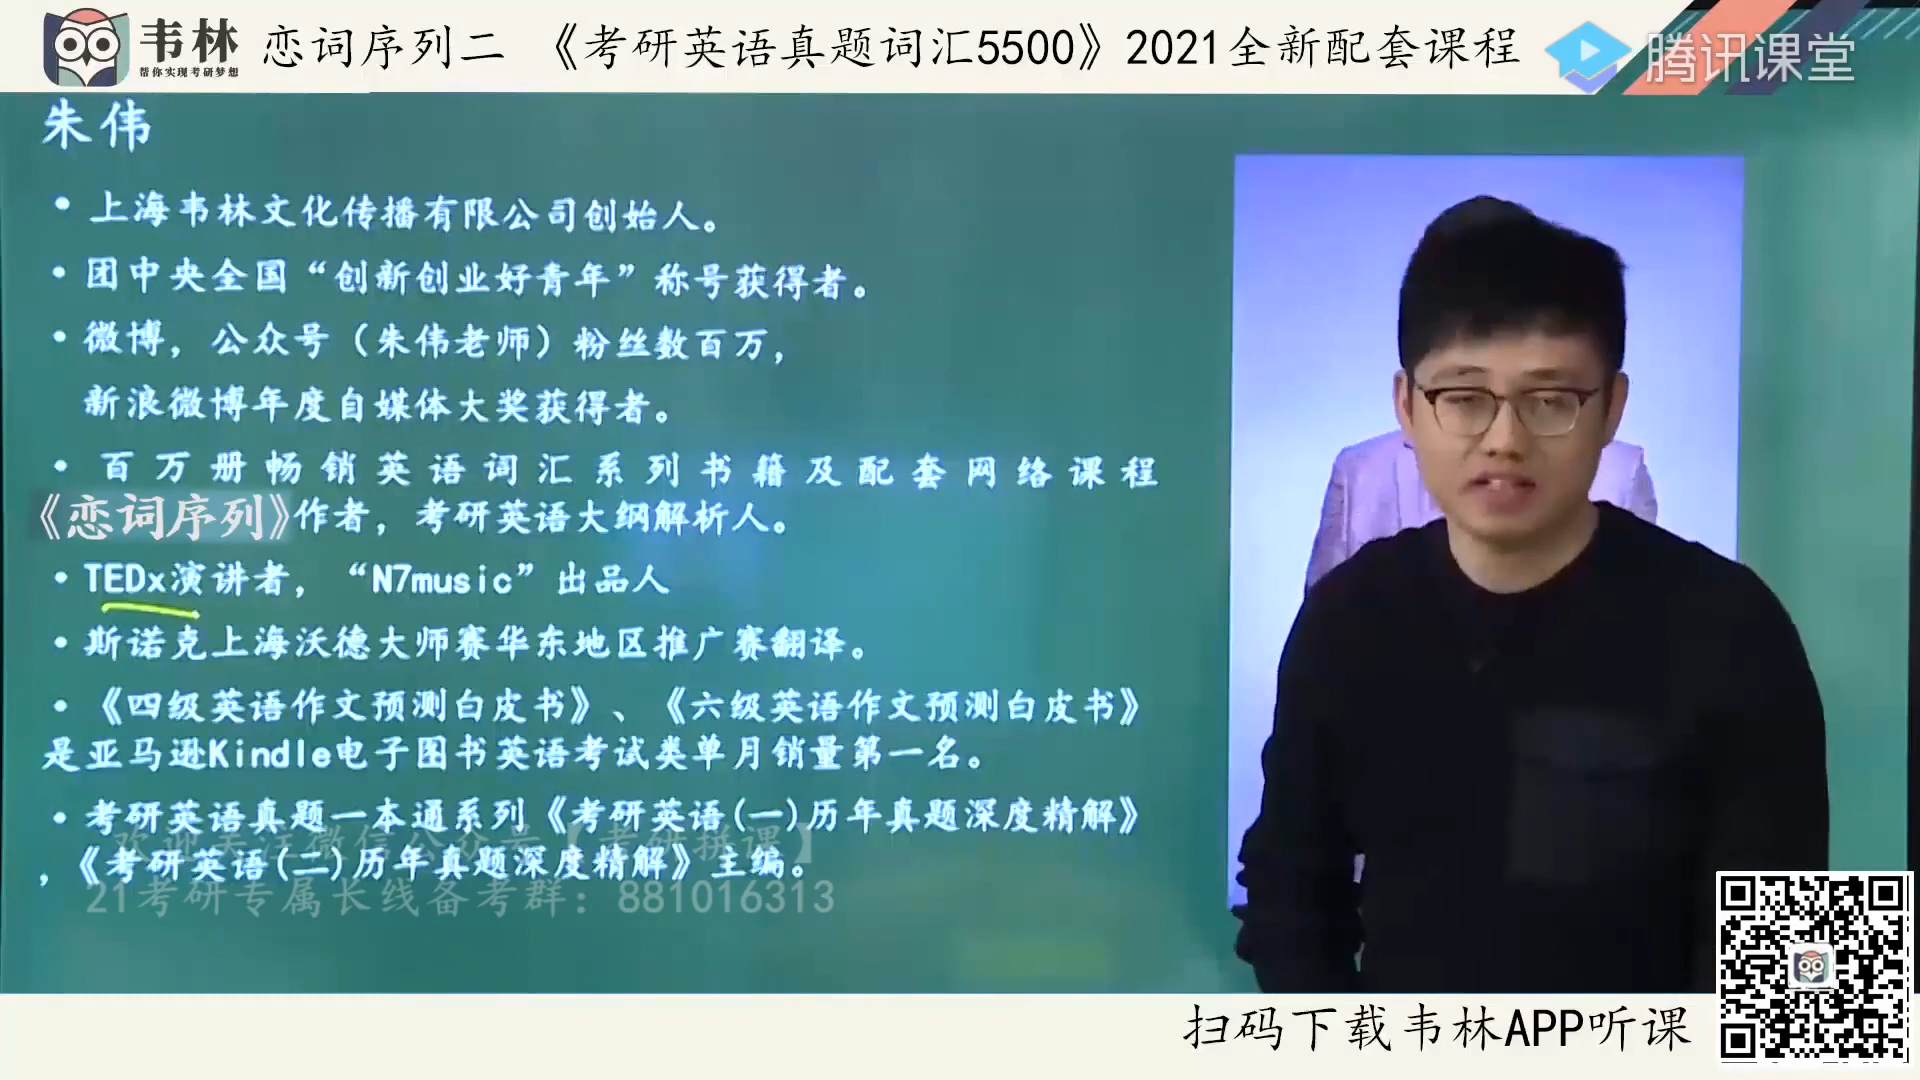 韦林
帮你实现考研梦想
恋词序列二 《考研英语真题词汇5500》2021全新配套课程
腾讯课堂
朱伟
• 上海韦林文化传播有限公司创始人。
• 团中央全国“创新创业好青年”称号获得者。
• 微博，公众号（朱伟老师）粉丝数百万，
新浪微博年度自媒体大奖获得者。
• 百万册畅销英语词汇系列书籍及配套网络课程
《恋词序列》作者，考研英语大纲解析人。
• TEDx演讲者，“N7music”出品人
• 斯诺克上海沃德大师赛华东地区推广赛翻译。
• 《四级英语作文预测白皮书》、《六级英语作文预测白皮书》
是亚马逊Kindle电子图书英语考试类单月销量第一名。
• 考研英语真题一本通系列《考研英语(一)历年真题深度精解》
欢迎关注微信公众号【考研拼课】
，《考研英语(二)历年真题深度精解》主编。
21考研专属长线备考群：881016313
扫码下载韦林APP听课